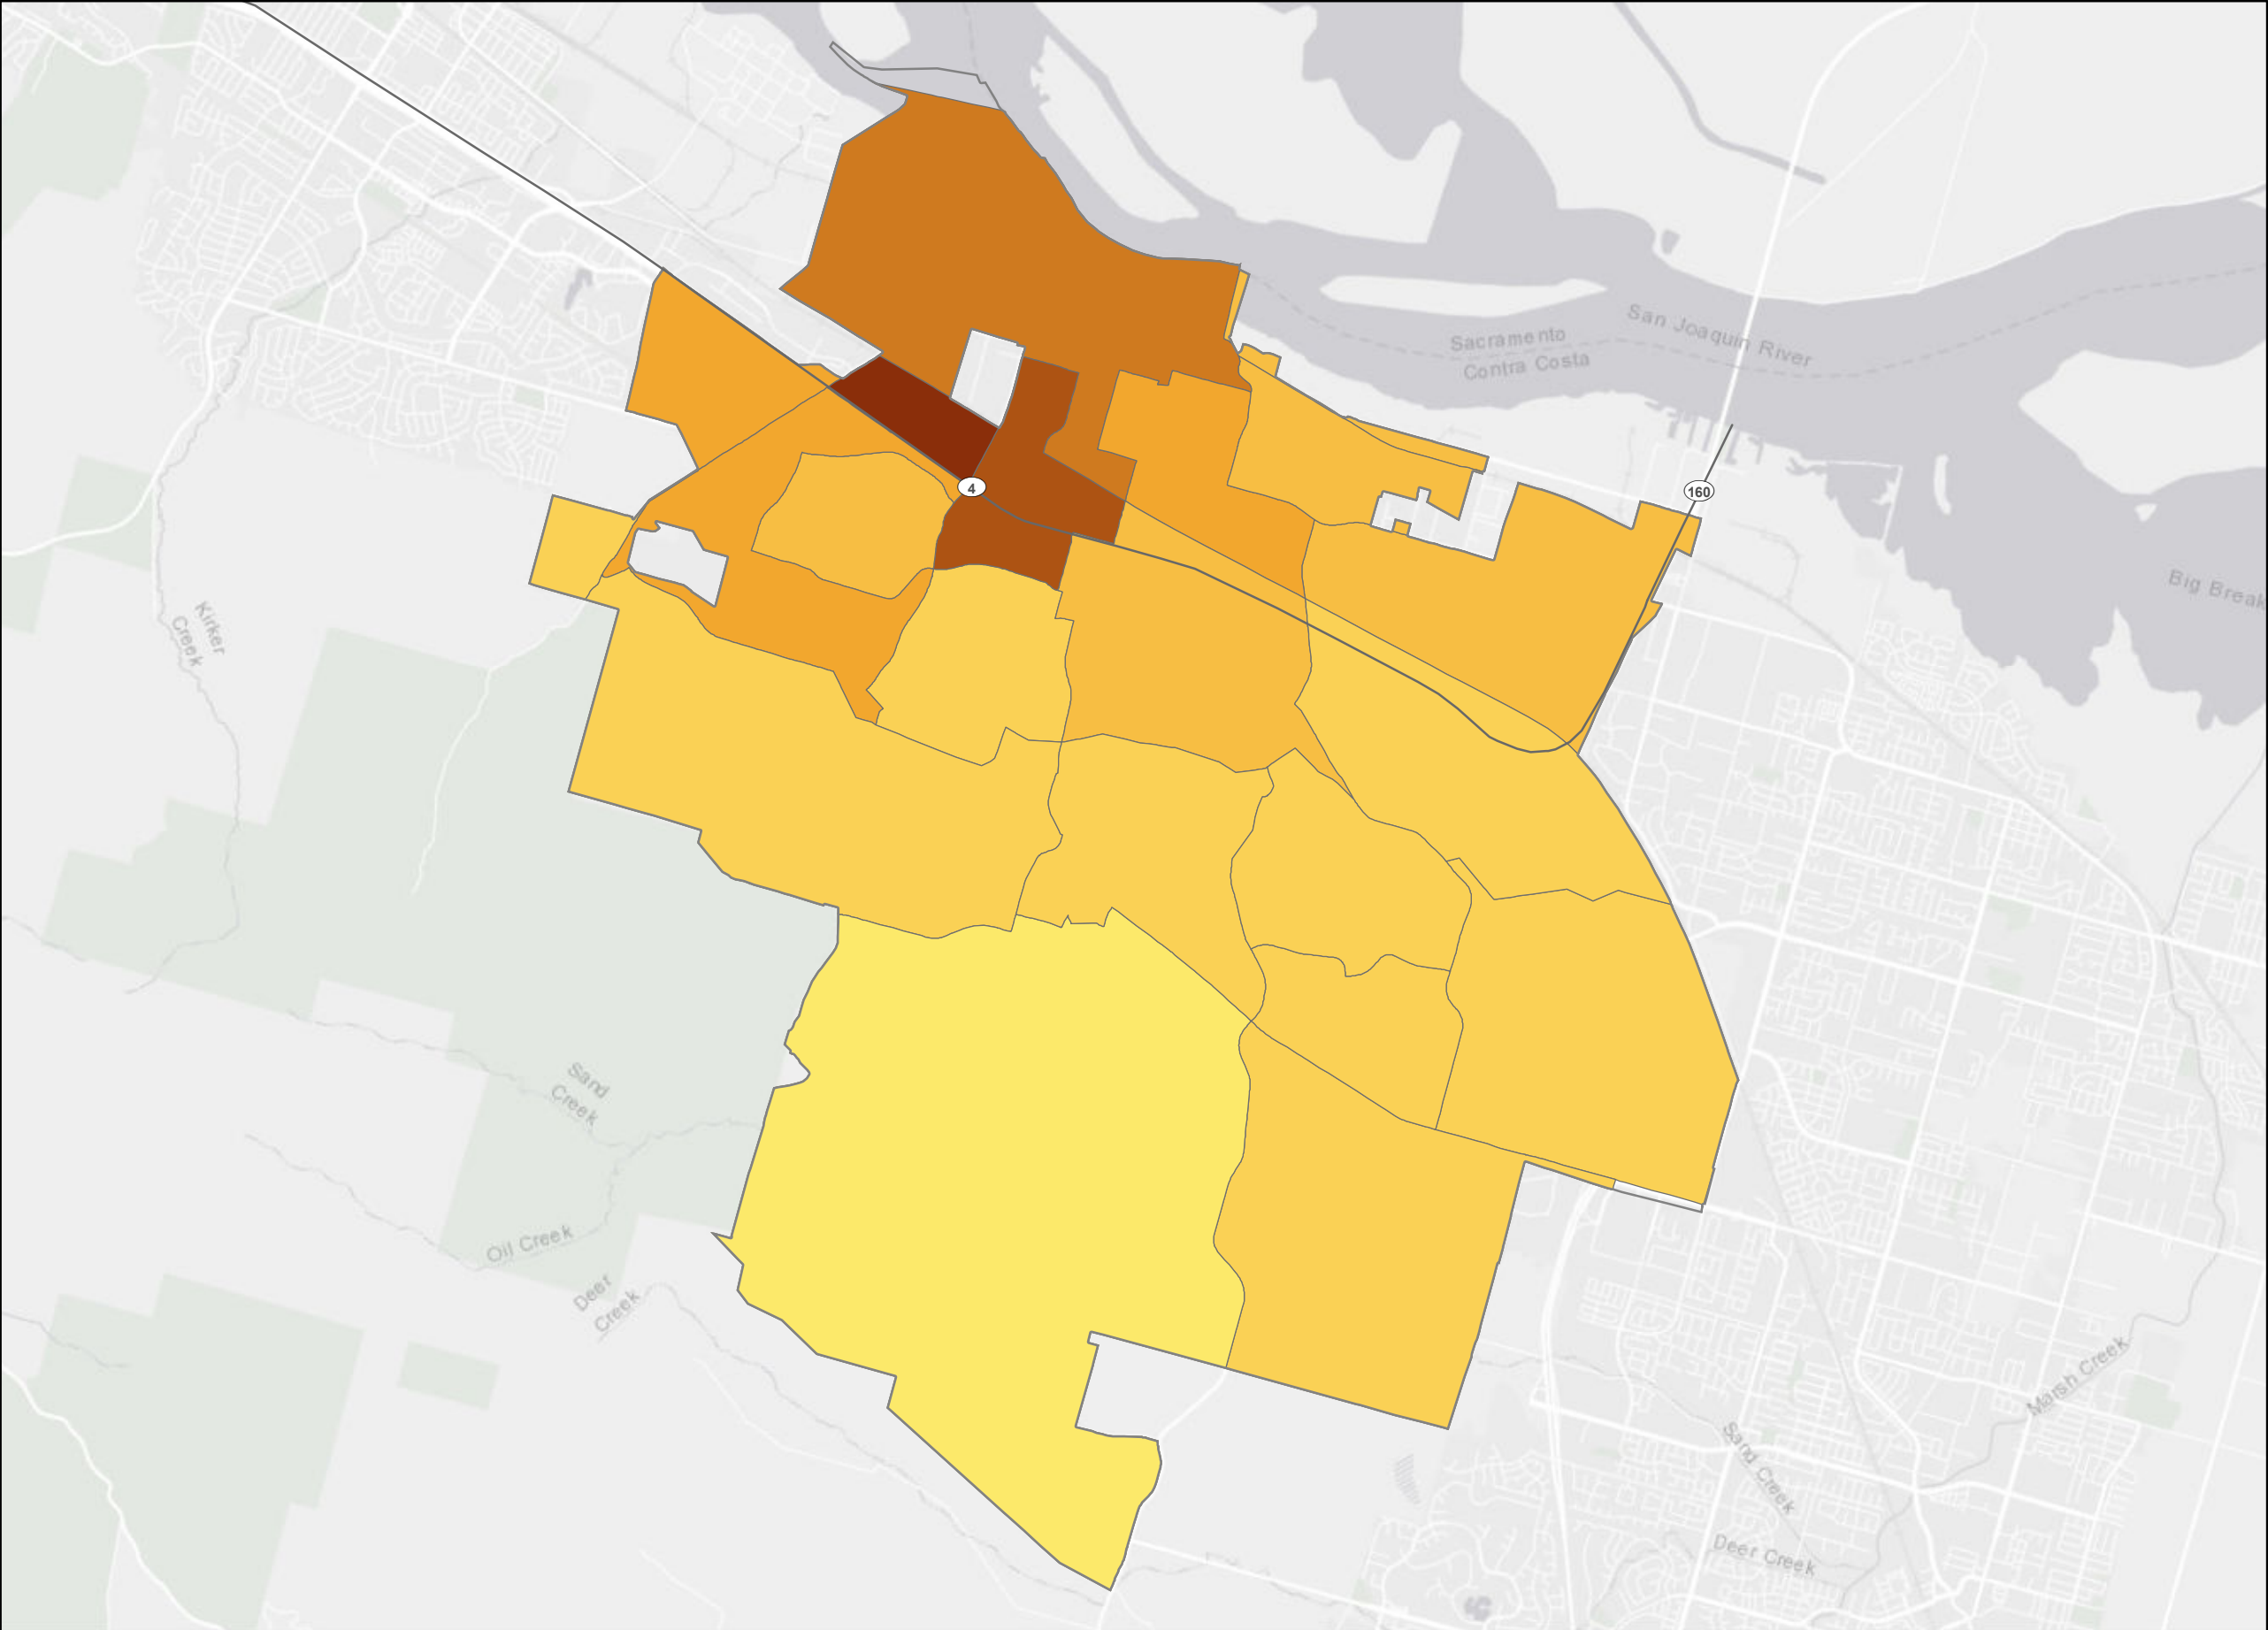 San Joaquin River
Sacramento
Contra Costa
4
160
Big Break
Kirker
Creek
Sand
Creek
Oil Creek
Deer
Creek
Marsh Creek
Sand Creek
Deer Creek